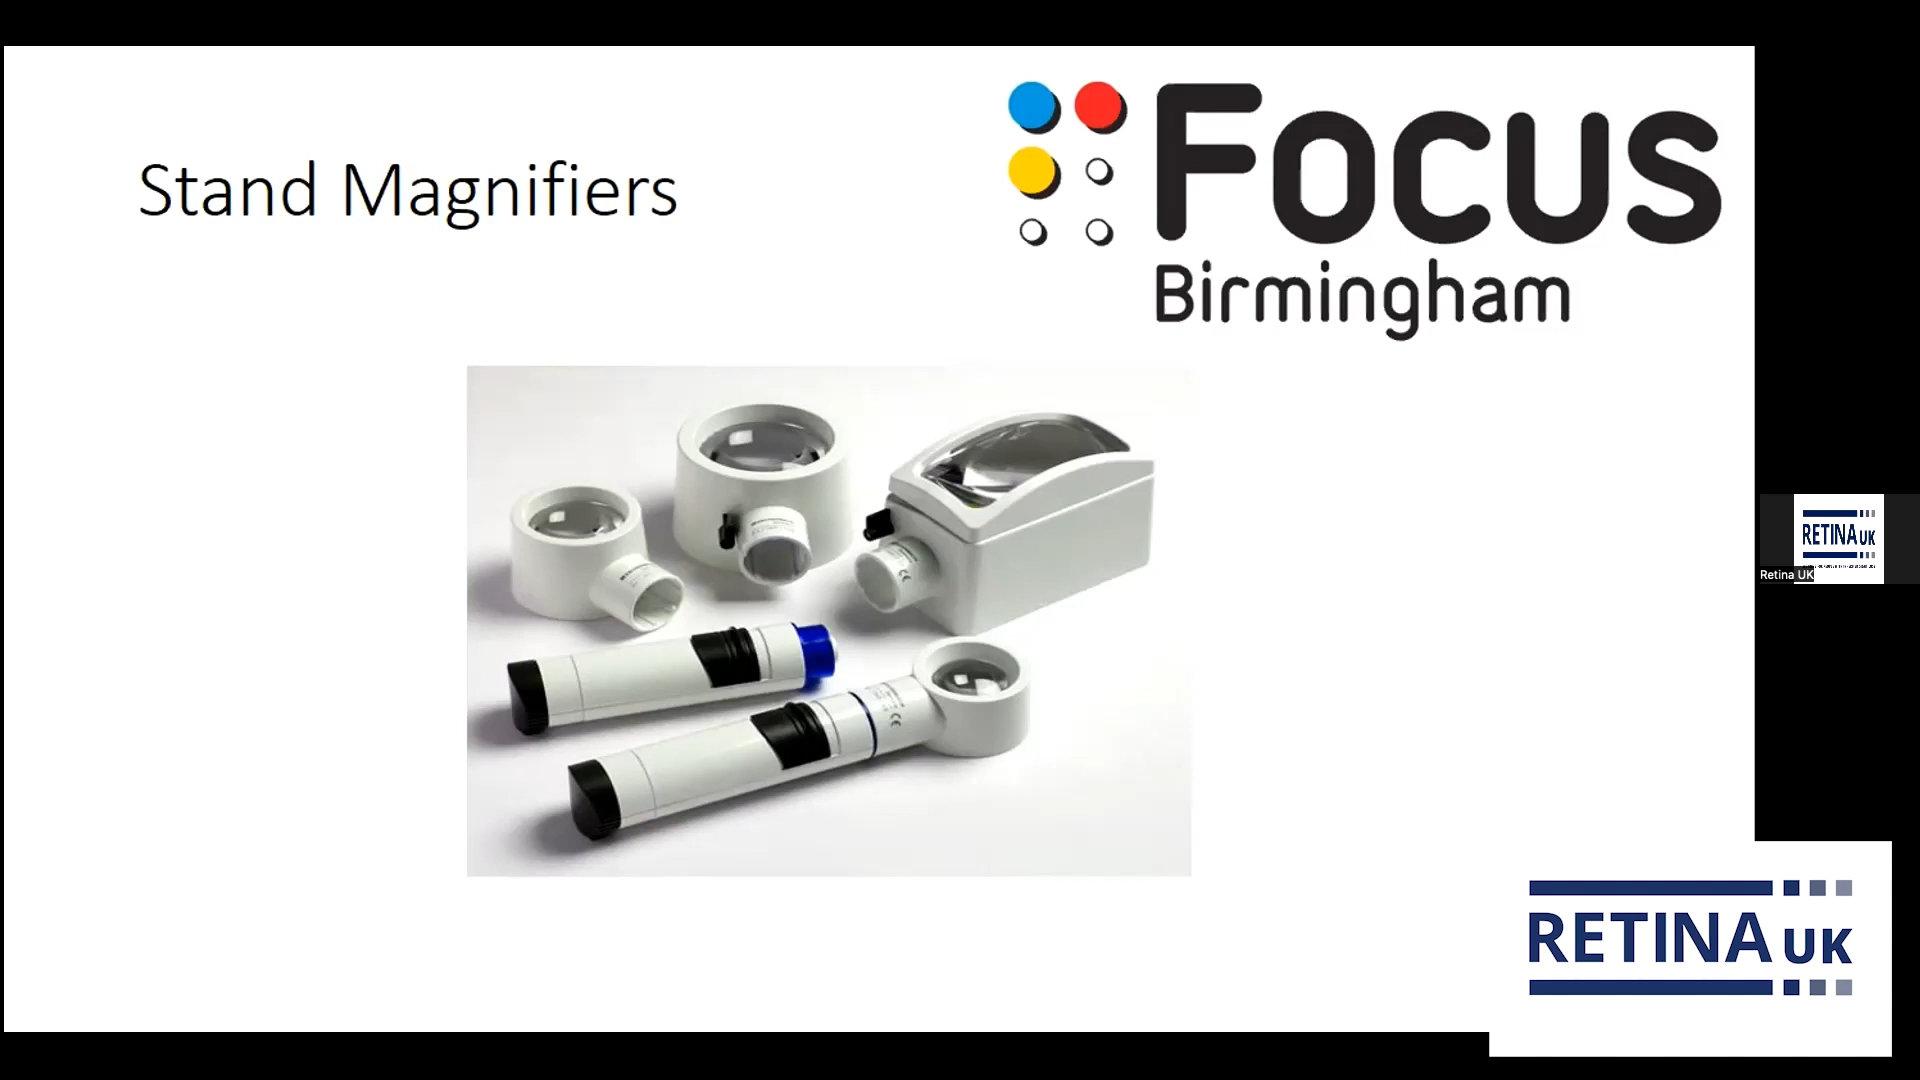 Stand Magnifiers
Focus
Birmingham
RETINA UK
Retina UK
RETINA UK